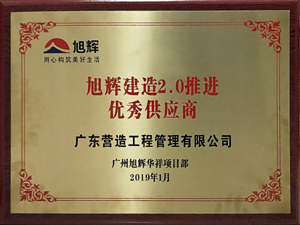 旭辉
用心构筑美好生活
旭辉建造2.0推进
优秀供应商
广东营造工程管理有限公司
广州旭辉华祥项目部
2019年1月